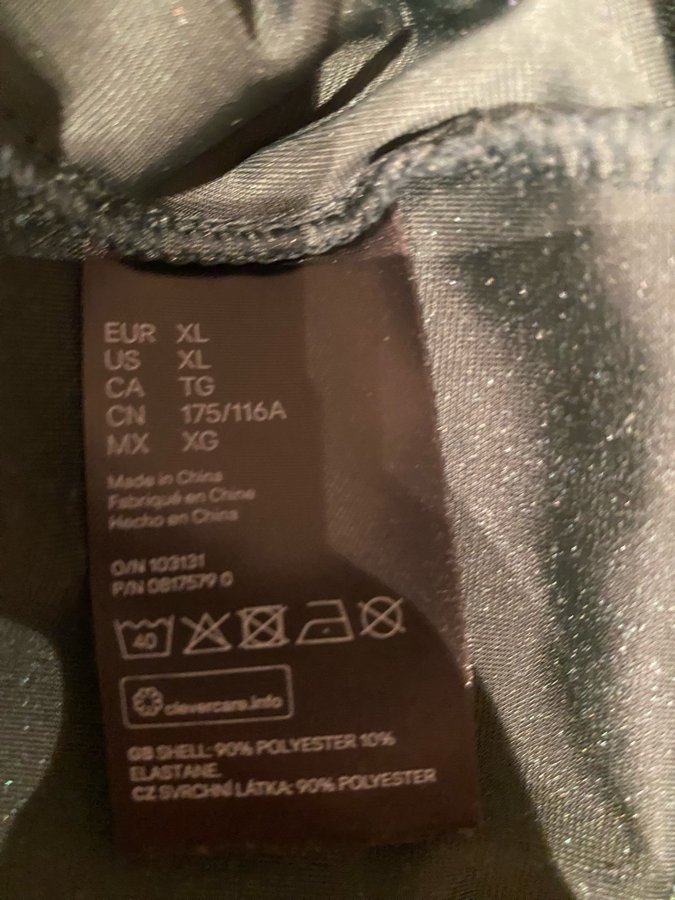 EUR XL
US XL
CA TG
CN 175/116A
MX XG
Made in China
Fabriqué en Chine
Hecho en China
O/N 103131
P/N 0817579 0
40
clevercare.info
GB SHELL: 90% POLYESTER 10%
ELASTANE.
CZ SVRCHNÍ LÁTKA: 90% POLYESTER